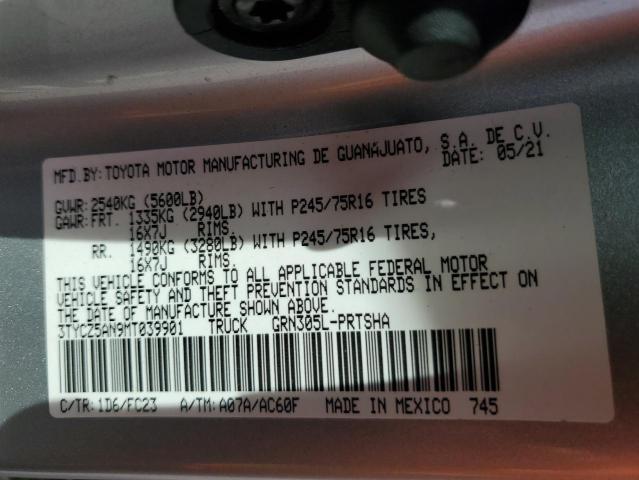 MFD.BY: TOYOTA MOTOR MANUFACTURING DE GUANAJUATO, S.A. DE C.V.
DATE: 05/21
GVWR: 2540KG (5600LB)
GAWR: FRT. 1335KG (2940LB) WITH P245/75R16 TIRES
16X7J RIMS.
RR. 1490KG (3280LB) WITH P245/75R16 TIRES,
16X7J RIMS.
THIS VEHICLE CONFORMS TO ALL APPLICABLE FEDERAL MOTOR
VEHICLE SAFETY AND THEFT PREVENTION STANDARDS IN EFFECT ON
THE DATE OF MANUFACTURE SHOWN ABOVE.
3TYCZ5AN9MT039901 TRUCK GRN305L-PRTSHA
C/TR: 1D6/FC23 A/TM: A07A/AC60F MADE IN MEXICO 745